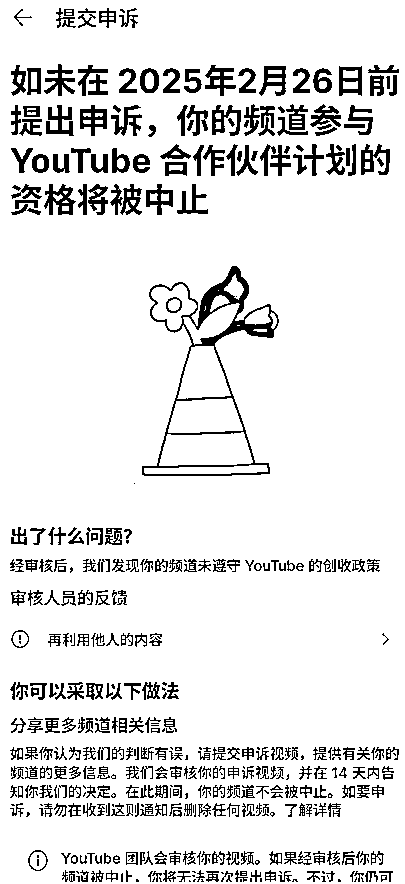 提交申诉
如未在 2025年2月26日前
提出申诉，你的频道参与
YouTube 合作伙伴计划的
资格将被中止
出了什么问题？
经审核后，我们发现你的频道未遵守 YouTube 的创收政策
审核人员的反馈
再利用他人的内容
你可以采取以下做法
分享更多频道相关信息
如果你认为我们的判断有误，请提交申诉视频，提供有关你的
频道的更多信息。我们会审核你的申诉视频，并在 14 天内告
知你我们的决定。在此期间，你的频道不会被中止。如要申
诉，请勿在收到这则通知后删除任何视频。了解详情
YouTube 团队会审核你的视频。如果经审核后你的
频道被中止，你将无法再次提出申诉。不过，你仍可